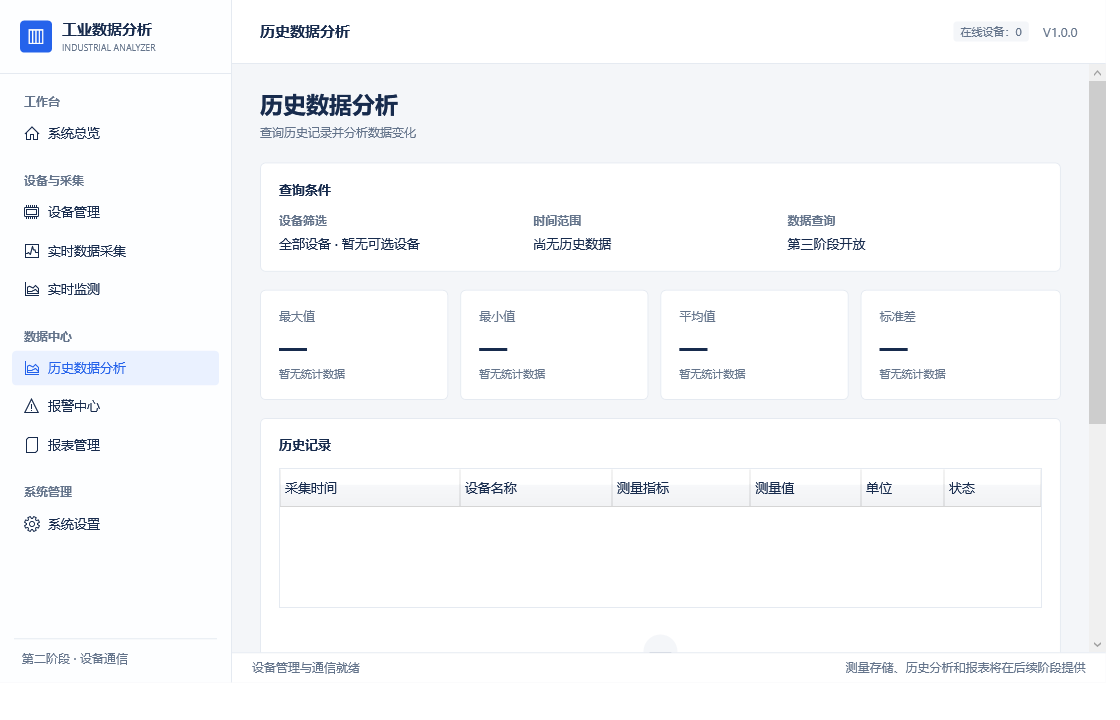 工业数据分析
INDUSTRIAL ANALYZER
历史数据分析
在线设备：0
V1.0.0
工作台
系统总览
设备与采集
设备管理
实时数据采集
实时监测
数据中心
历史数据分析
报警中心
报表管理
系统管理
系统设置
第二阶段 · 设备通信
历史数据分析
查询历史记录并分析数据变化
查询条件
设备筛选
时间范围
数据查询
全部设备 · 暂无可选设备
尚无历史数据
第三阶段开放
最大值
最小值
平均值
标准差
—
—
—
—
暂无统计数据
暂无统计数据
暂无统计数据
暂无统计数据
历史记录
采集时间
设备名称
测量指标
测量值
单位
状态
设备管理与通信就绪
测量存储、历史分析和报表将在后续阶段提供